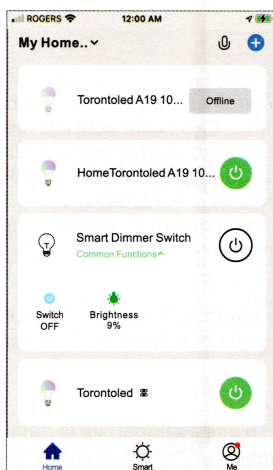 ROGERS 12:00 AM
My Home..
Torontoled A19 10... Offline
HomeTorontoled A19 10...
Smart Dimmer Switch
Common Functions
Switch
OFF
Brightness
9%
Torontoled
Home
Smart
Me